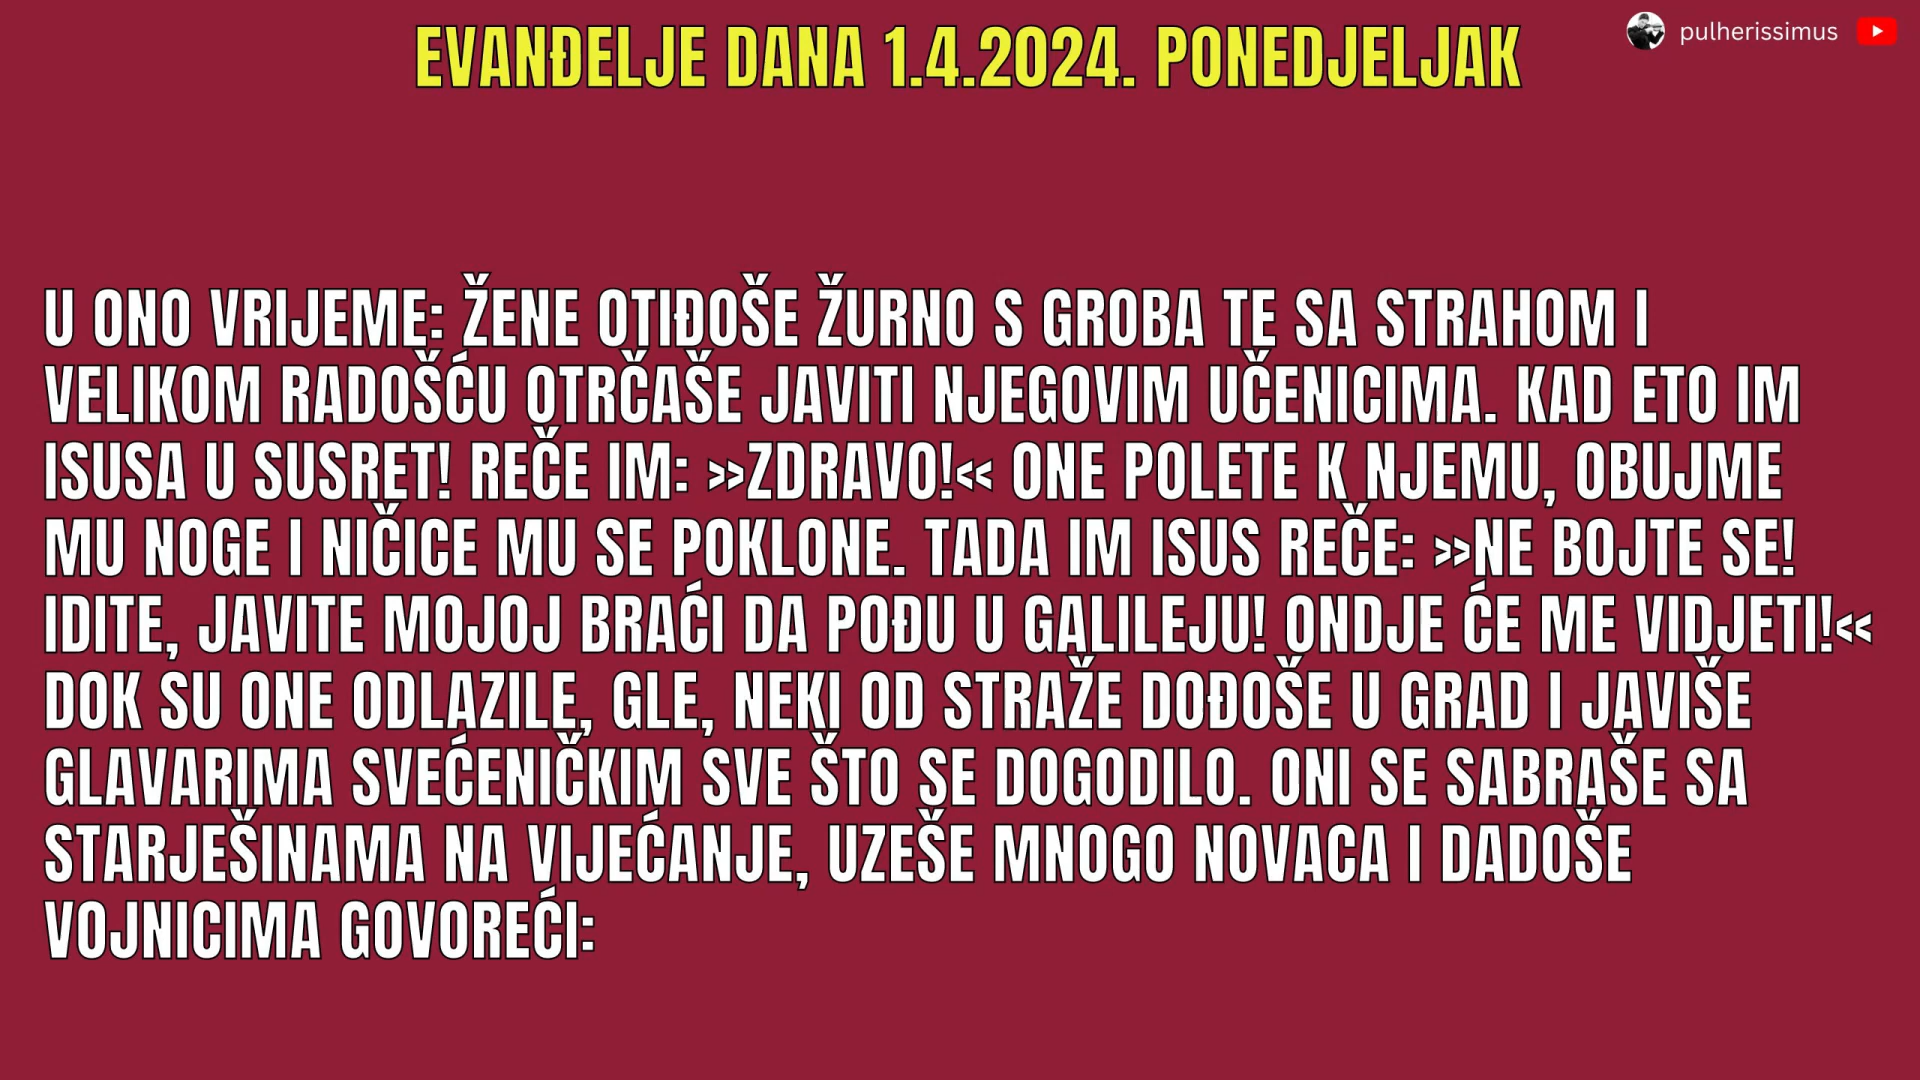 EVANĐELJE DANA 1.4.2024. PONEDJELJAK
pulherissimus
U ONO VRIJEME: ŽENE OTIĐOŠE ŽURNO S GROBA TE SA STRAHOM I
VELIKOM RADOŠĆU OTRČAŠE JAVITI NJEGOVIM UČENICIMA. KAD ETO IM
ISUSA U SUSRET! REČE IM: >>ZDRAVO!<< ONE POLETE K NJEMU, OBUJME
MU NOGE I NIČICE MU SE POKLONE. TADA IM ISUS REČE: >>NE BOJTE SE!
IDITE, JAVITE MOJOJ BRAĆI DA POĐU U GALILEJU! ONDJE ĆE ME VIDJETI!<<
DOK SU ONE ODLAZILE, GLE, NEKI OD STRAŽE DOĐOŠE U GRAD I JAVIŠE
GLAVARIMA SVEĆENIČKIM SVE ŠTO SE DOGODILO. ONI SE SABRAŠE SA
STARJEŠINAMA NA VIJEĆANJE, UZEŠE MNOGO NOVACA I DADOŠE
VOJNICIMA GOVOREĆI: